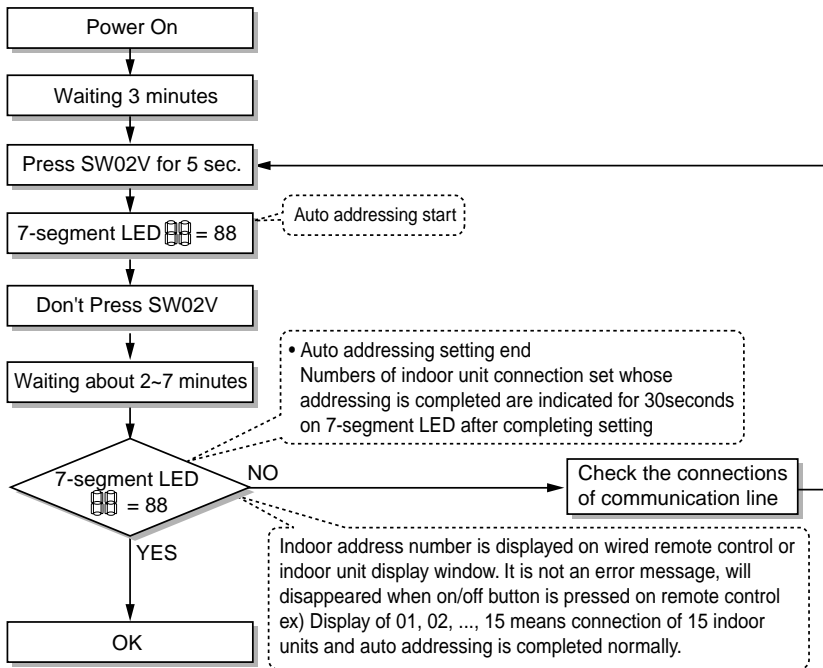 Power On
Waiting 3 minutes
Press SW02V for 5 sec.
7-segment LED 88 = 88
Auto addressing start
Don't Press SW02V
Waiting about 2~7 minutes
• Auto addressing setting end
Numbers of indoor unit connection set whose
addressing is completed are indicated for 30seconds
on 7-segment LED after completing setting
7-segment LED
88 = 88
NO
Check the connections
of communication line
YES
Indoor address number is displayed on wired remote control or
indoor unit display window. It is not an error message, will
disappeared when on/off button is pressed on remote control
ex) Display of 01, 02, ..., 15 means connection of 15 indoor
units and auto addressing is completed normally.
OK